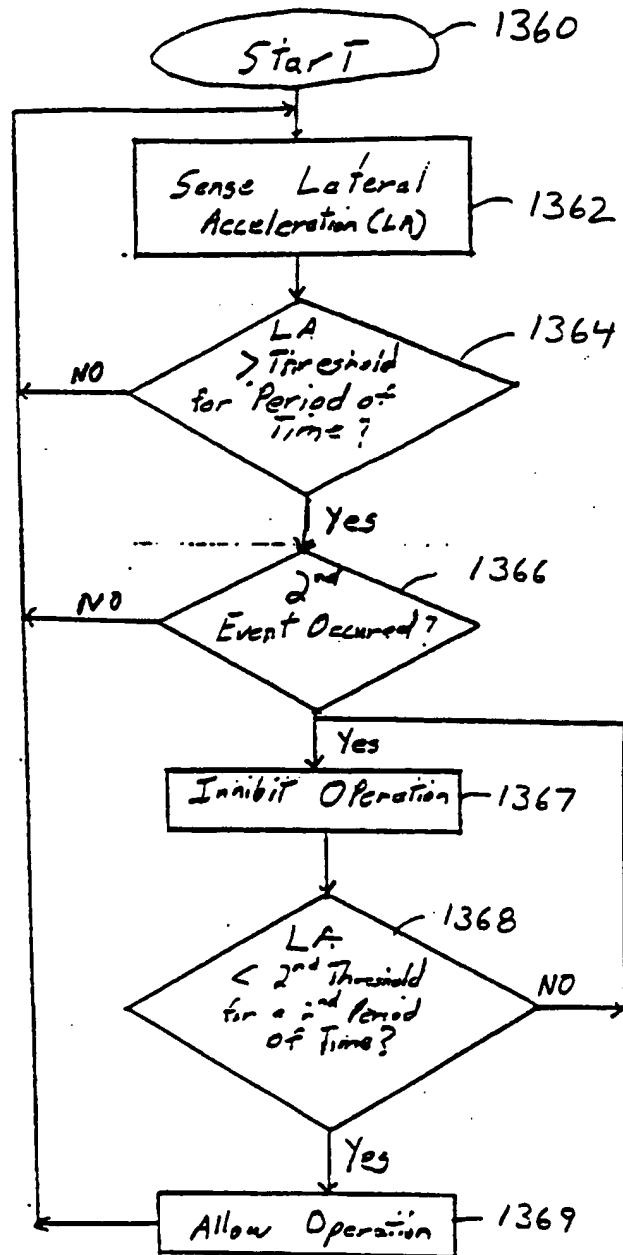 1360
Start
Sense Lateral
Acceleration (LA)
1362
LA
> Threshold
for Period of
Time?
1364
NO
Yes
2nd
Event Occured?
1366
NO
Yes
Inhibit Operation
1367
LA
< 2nd Threshold
for a 2nd Period
of Time?
1368
NO
Yes
Allow Operation
1369